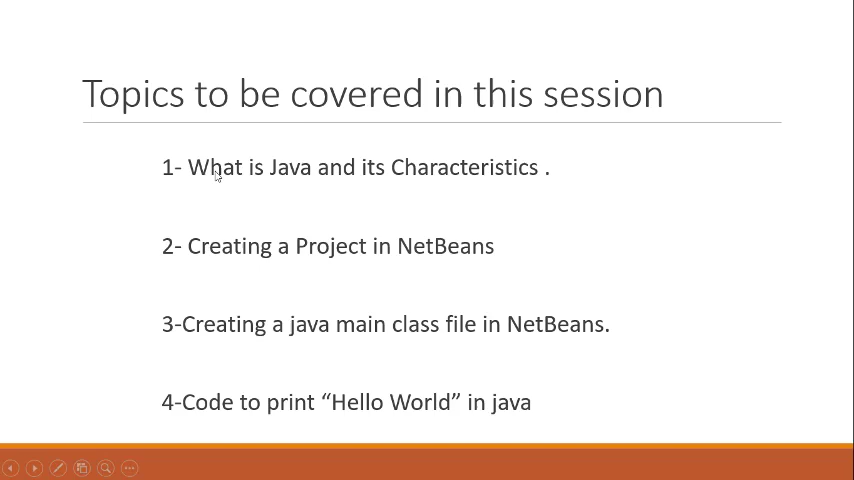 Topics to be covered in this session
1- What is Java and its Characteristics .
2- Creating a Project in NetBeans
3-Creating a java main class file in NetBeans.
4-Code to print “Hello World” in java